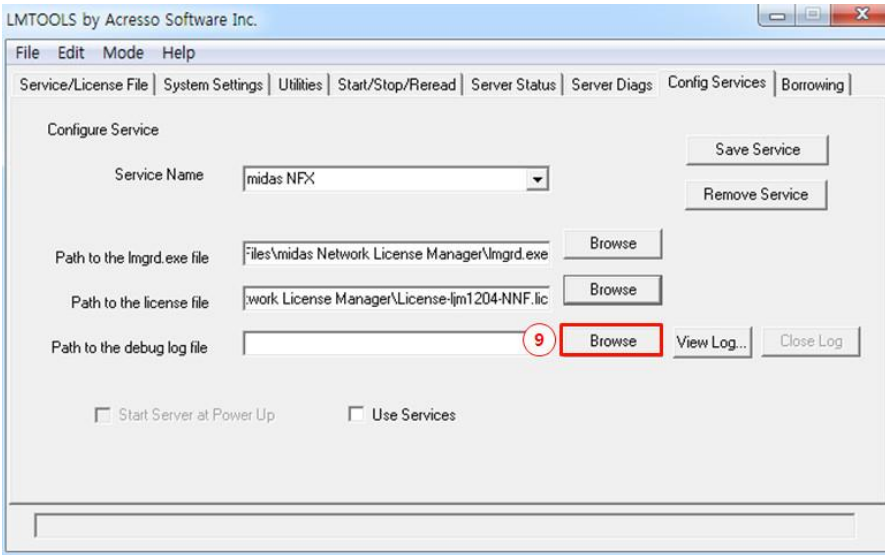 LMTOOLS by Acresso Software Inc.
File Edit Mode Help
Service/License File System Settings Utilities Start/Stop/Reread Server Status Server Diags Config Services Borrowing
Configure Service
Save Service
Service Name midas NFX
Remove Service
Path to the lmgrd.exe file Files\midas Network License Manager\lmgrd.exe Browse
Path to the license file :work License Manager\License-ljm1204-NNF.lic Browse
Path to the debug log file 9 Browse View Log... Close Log
Start Server at Power Up Use Services